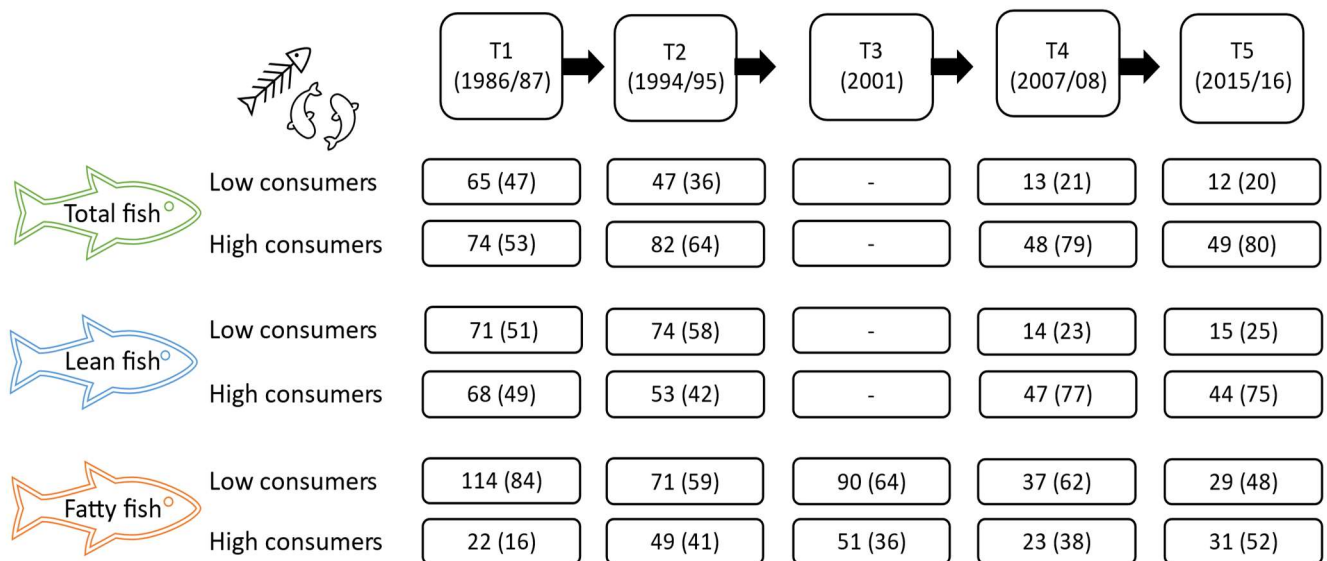 T1 T2 T3 T4 T5
(1986/87) (1994/95) (2001) (2007/08) (2015/16)
Total fish
Low consumers 65 (47) 47 (36) - 13 (21) 12 (20)
High consumers 74 (53) 82 (64) - 48 (79) 49 (80)
Lean fish
Low consumers 71 (51) 74 (58) - 14 (23) 15 (25)
High consumers 68 (49) 53 (42) - 47 (77) 44 (75)
Fatty fish
Low consumers 114 (84) 71 (59) 90 (64) 37 (62) 29 (48)
High consumers 22 (16) 49 (41) 51 (36) 23 (38) 31 (52)